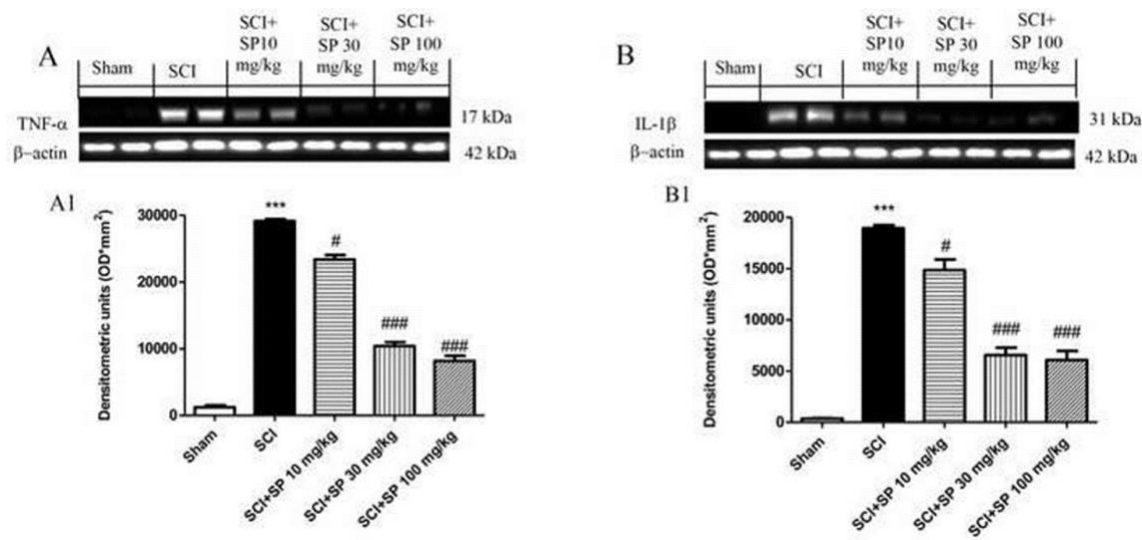 A
Sham
SCI
SCI+
SP10
mg/kg
SCI+
SP 30
mg/kg
SCI+
SP 100
mg/kg
TNF-α
17 kDa
β−actin
42 kDa
A1
Densitometric units (OD*mm²)
30000
20000
10000
0
***
#
###
###
Sham
SCI
SCI+SP 10 mg/kg
SCI+SP 30 mg/kg
SCI+SP 100 mg/kg
B
Sham
SCI
SCI+
SP10
mg/kg
SCI+
SP 30
mg/kg
SCI+
SP 100
mg/kg
IL-1β
31 kDa
β−actin
42 kDa
B1
Densitometric units (OD*mm²)
20000
15000
10000
5000
0
***
#
###
###
Sham
SCI
SCI+SP 10 mg/kg
SCI+SP 30 mg/kg
SCI+SP 100 mg/kg